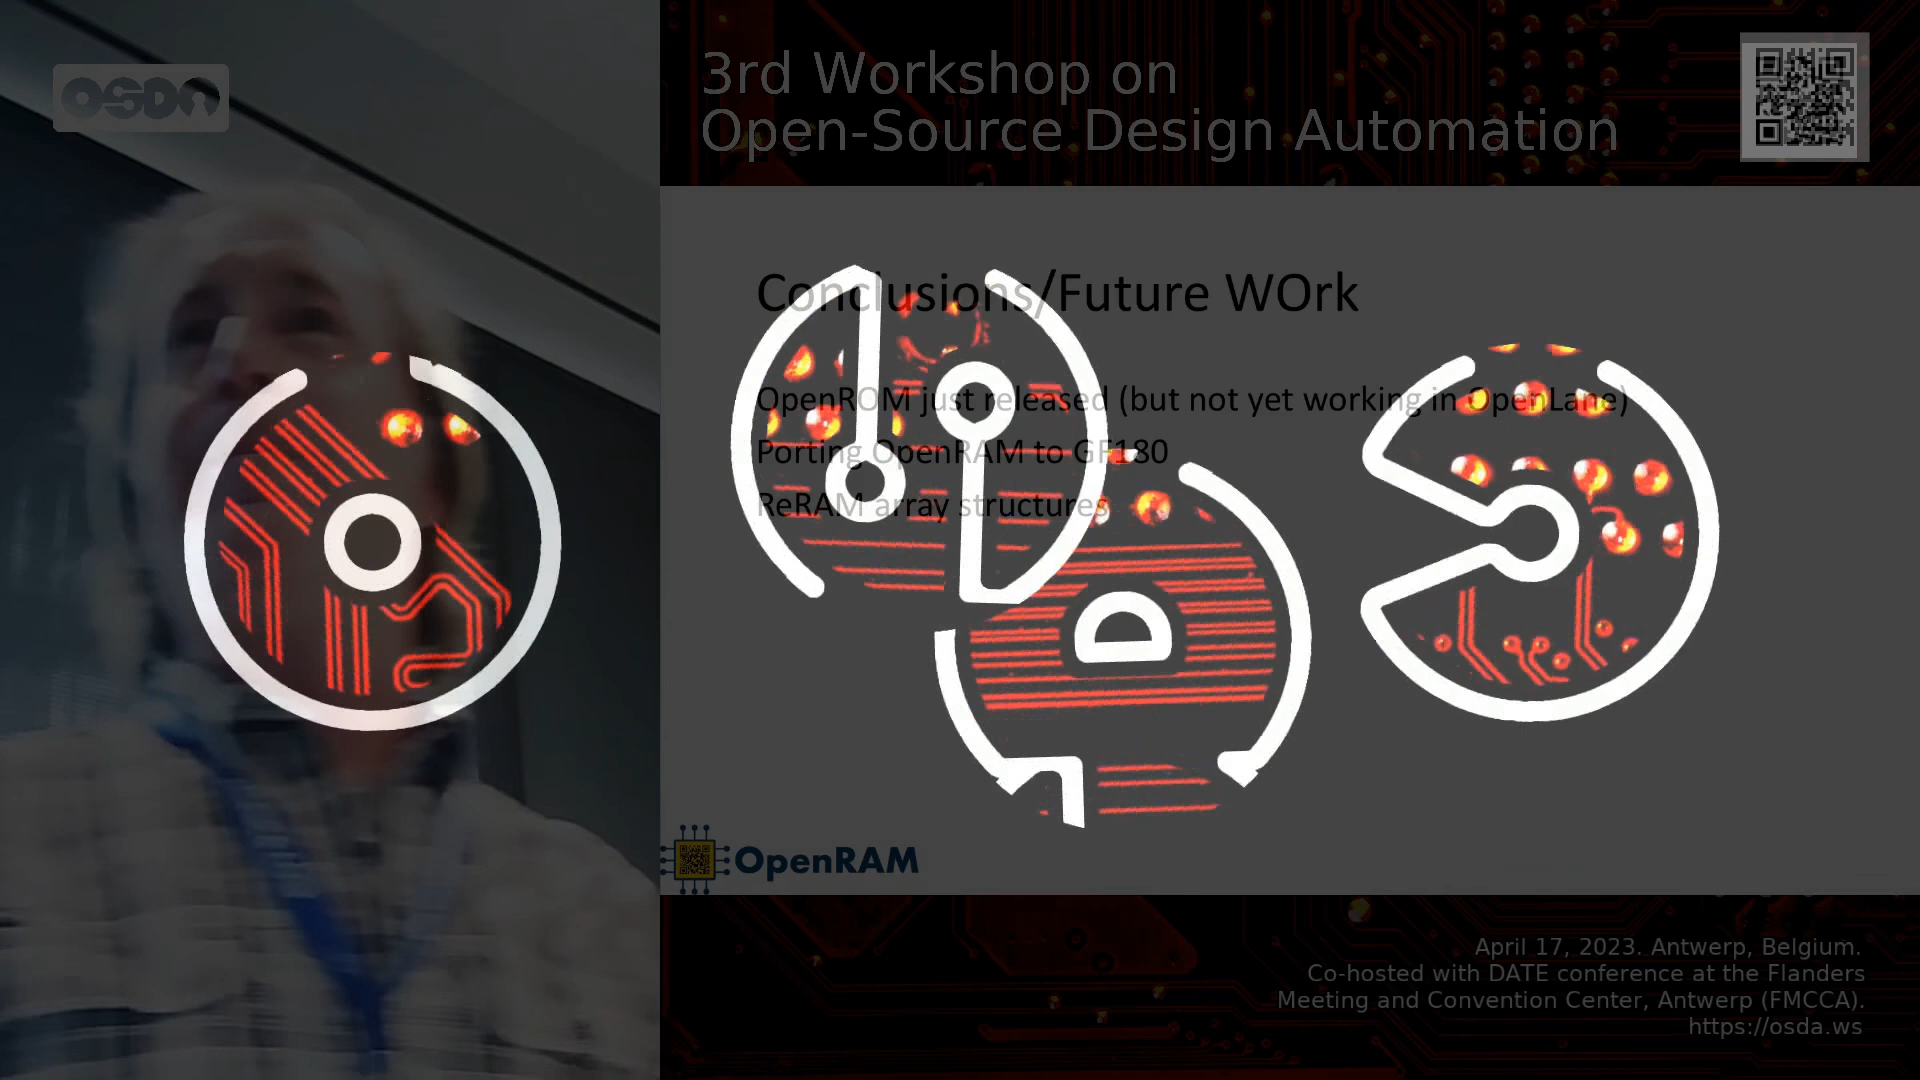 OSDA
3rd Workshop on
Open-Source Design Automation
Conclusions/Future WOrk
OpenROM just released (but not yet working in OpenLane)
Porting OpenRAM to GF180
ReRAM array structures
OpenRAM
April 17, 2023. Antwerp, Belgium.
Co-hosted with DATE conference at the Flanders
Meeting and Convention Center, Antwerp (FMCCA).
https://osda.ws